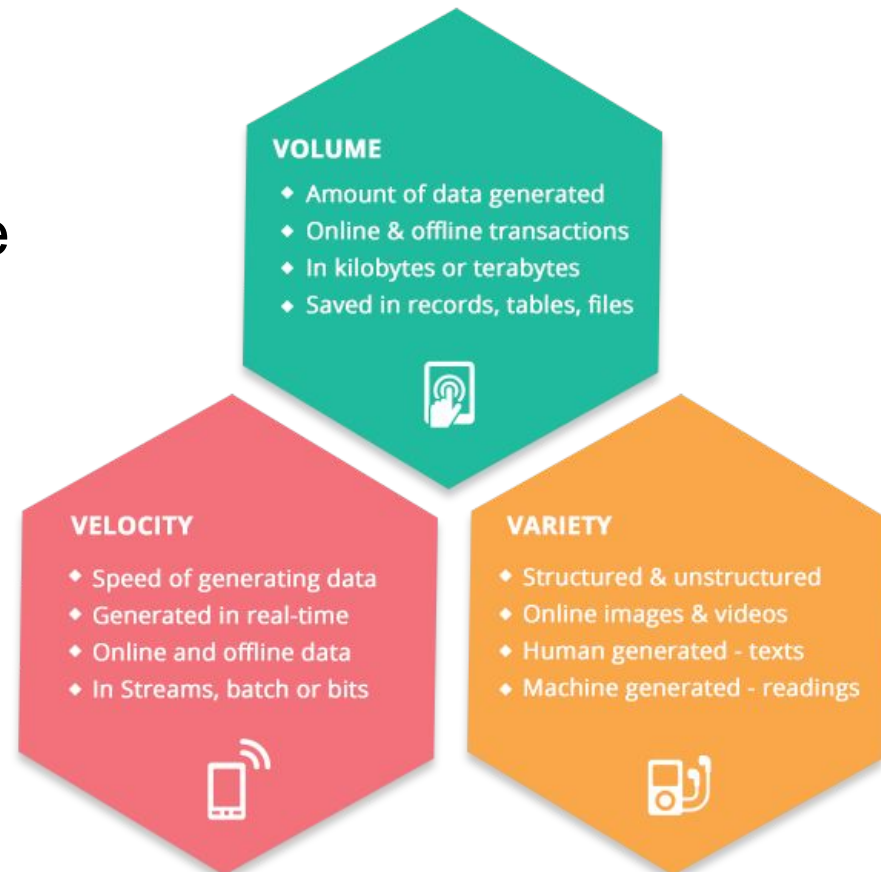 e
VOLUME
◆ Amount of data generated
◆ Online & offline transactions
◆ In kilobytes or terabytes
◆ Saved in records, tables, files
VELOCITY
◆ Speed of generating data
◆ Generated in real-time
◆ Online and offline data
◆ In Streams, batch or bits
VARIETY
◆ Structured & unstructured
◆ Online images & videos
◆ Human generated - texts
◆ Machine generated - readings